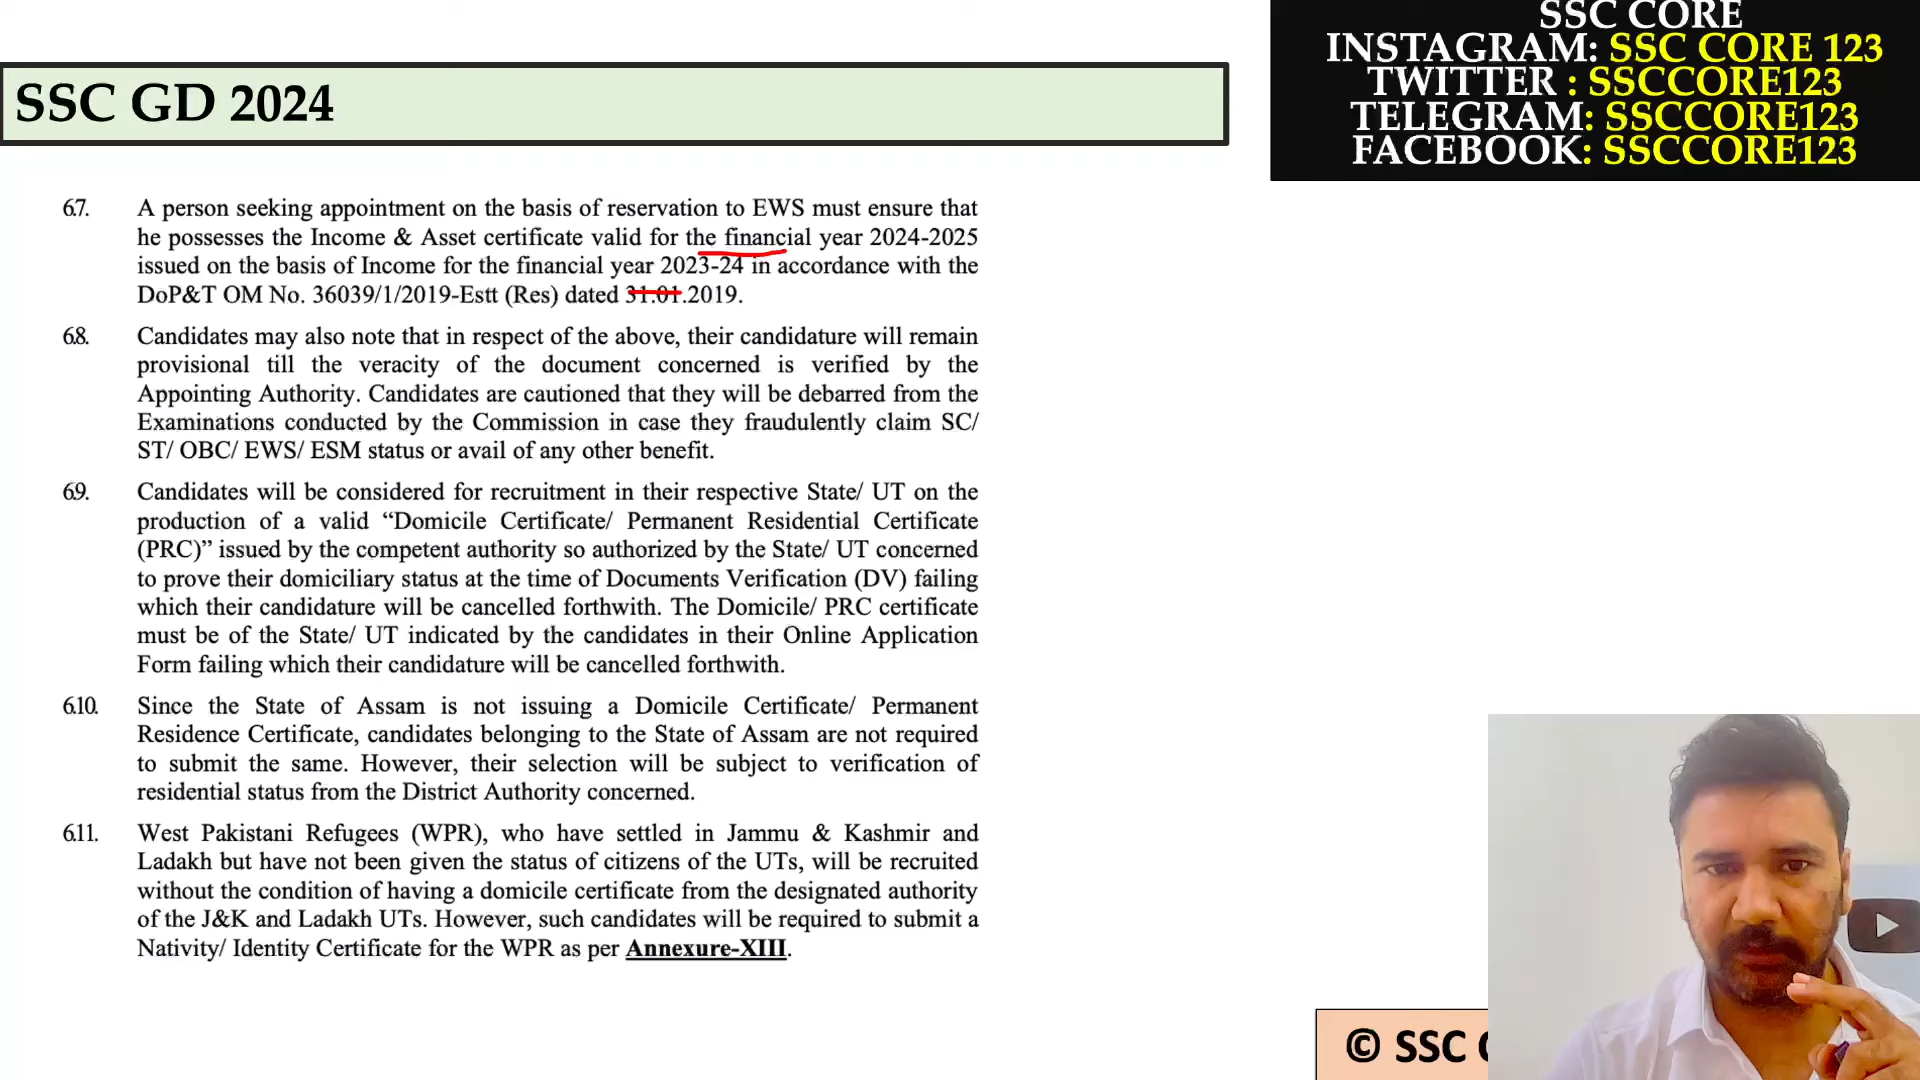 SSC CORE
INSTAGRAM: SSC CORE 123
TWITTER : SSCCORE123
TELEGRAM: SSCCORE123
FACEBOOK: SSCCORE123
SSC GD 2024
6.7. A person seeking appointment on the basis of reservation to EWS must ensure that
he possesses the Income & Asset certificate valid for the financial year 2024-2025
issued on the basis of Income for the financial year 2023-24 in accordance with the
DoP&T OM No. 36039/1/2019-Estt (Res) dated 31.01.2019.
6.8. Candidates may also note that in respect of the above, their candidature will remain
provisional till the veracity of the document concerned is verified by the
Appointing Authority. Candidates are cautioned that they will be debarred from the
Examinations conducted by the Commission in case they fraudulently claim SC/
ST/ OBC/ EWS/ ESM status or avail of any other benefit.
6.9. Candidates will be considered for recruitment in their respective State/ UT on the
production of a valid “Domicile Certificate/ Permanent Residential Certificate
(PRC)” issued by the competent authority so authorized by the State/ UT concerned
to prove their domiciliary status at the time of Documents Verification (DV) failing
which their candidature will be cancelled forthwith. The Domicile/ PRC certificate
must be of the State/ UT indicated by the candidates in their Online Application
Form failing which their candidature will be cancelled forthwith.
6.10. Since the State of Assam is not issuing a Domicile Certificate/ Permanent
Residence Certificate, candidates belonging to the State of Assam are not required
to submit the same. However, their selection will be subject to verification of
residential status from the District Authority concerned.
6.11. West Pakistani Refugees (WPR), who have settled in Jammu & Kashmir and
Ladakh but have not been given the status of citizens of the UTs, will be recruited
without the condition of having a domicile certificate from the designated authority
of the J&K and Ladakh UTs. However, such candidates will be required to submit a
Nativity/ Identity Certificate for the WPR as per Annexure-XIII.
© SSC